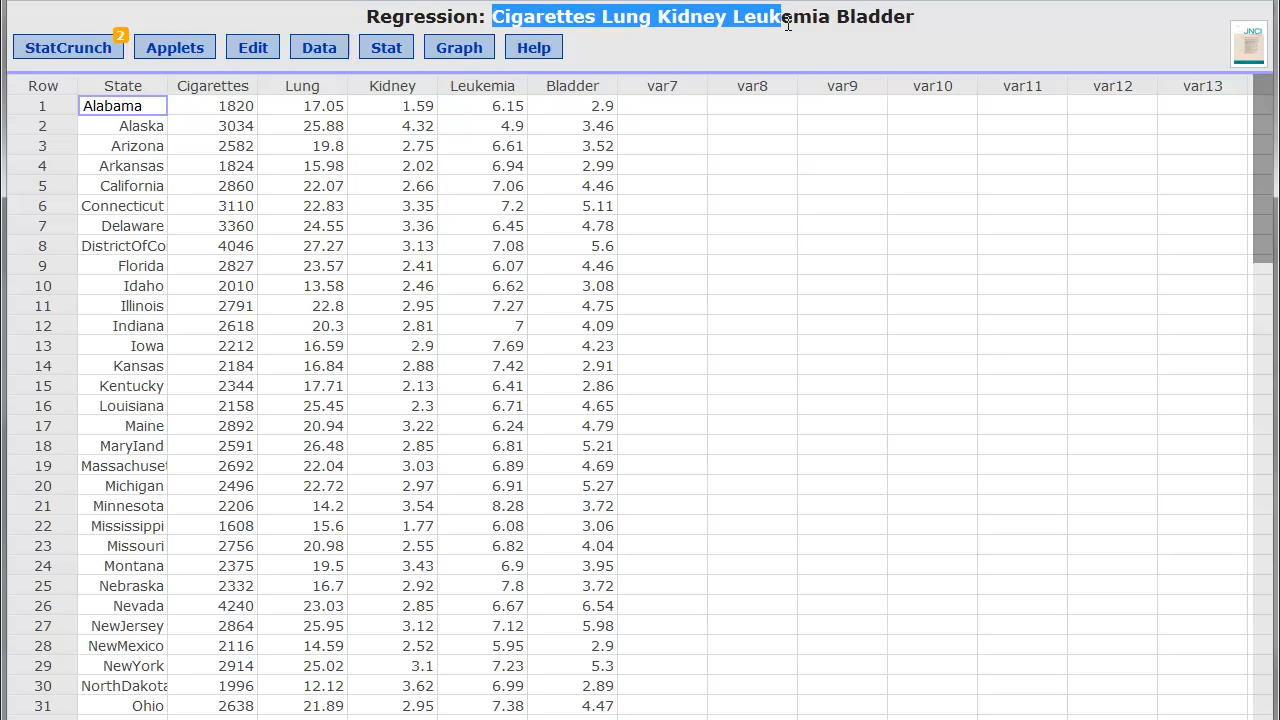 Regression: Cigarettes Lung Kidney Leukemia Bladder
StatCrunch 2 Applets Edit Data Stat Graph Help
JNCI
Row State Cigarettes Lung Kidney Leukemia Bladder var7 var8 var9 var10 var11 var12 var13
1 Alabama 1820 17.05 1.59 6.15 2.9
2 Alaska 3034 25.88 4.32 4.9 3.46
3 Arizona 2582 19.8 2.75 6.61 3.52
4 Arkansas 1824 15.98 2.02 6.94 2.99
5 California 2860 22.07 2.66 7.06 4.46
6 Connecticut 3110 22.83 3.35 7.2 5.11
7 Delaware 3360 24.55 3.36 6.45 4.78
8 DistrictOfCo 4046 27.27 3.13 7.08 5.6
9 Florida 2827 23.57 2.41 6.07 4.46
10 Idaho 2010 13.58 2.46 6.62 3.08
11 Illinois 2791 22.8 2.95 7.27 4.75
12 Indiana 2618 20.3 2.81 7 4.09
13 Iowa 2212 16.59 2.9 7.69 4.23
14 Kansas 2184 16.84 2.88 7.42 2.91
15 Kentucky 2344 17.71 2.13 6.41 2.86
16 Louisiana 2158 25.45 2.3 6.71 4.65
17 Maine 2892 20.94 3.22 6.24 4.79
18 MaryIand 2591 26.48 2.85 6.81 5.21
19 Massachuset 2692 22.04 3.03 6.89 4.69
20 Michigan 2496 22.72 2.97 6.91 5.27
21 Minnesota 2206 14.2 3.54 8.28 3.72
22 Mississippi 1608 15.6 1.77 6.08 3.06
23 Missouri 2756 20.98 2.55 6.82 4.04
24 Montana 2375 19.5 3.43 6.9 3.95
25 Nebraska 2332 16.7 2.92 7.8 3.72
26 Nevada 4240 23.03 2.85 6.67 6.54
27 NewJersey 2864 25.95 3.12 7.12 5.98
28 NewMexico 2116 14.59 2.52 5.95 2.9
29 NewYork 2914 25.02 3.1 7.23 5.3
30 NorthDakota 1996 12.12 3.62 6.99 2.89
31 Ohio 2638 21.89 2.95 7.38 4.47